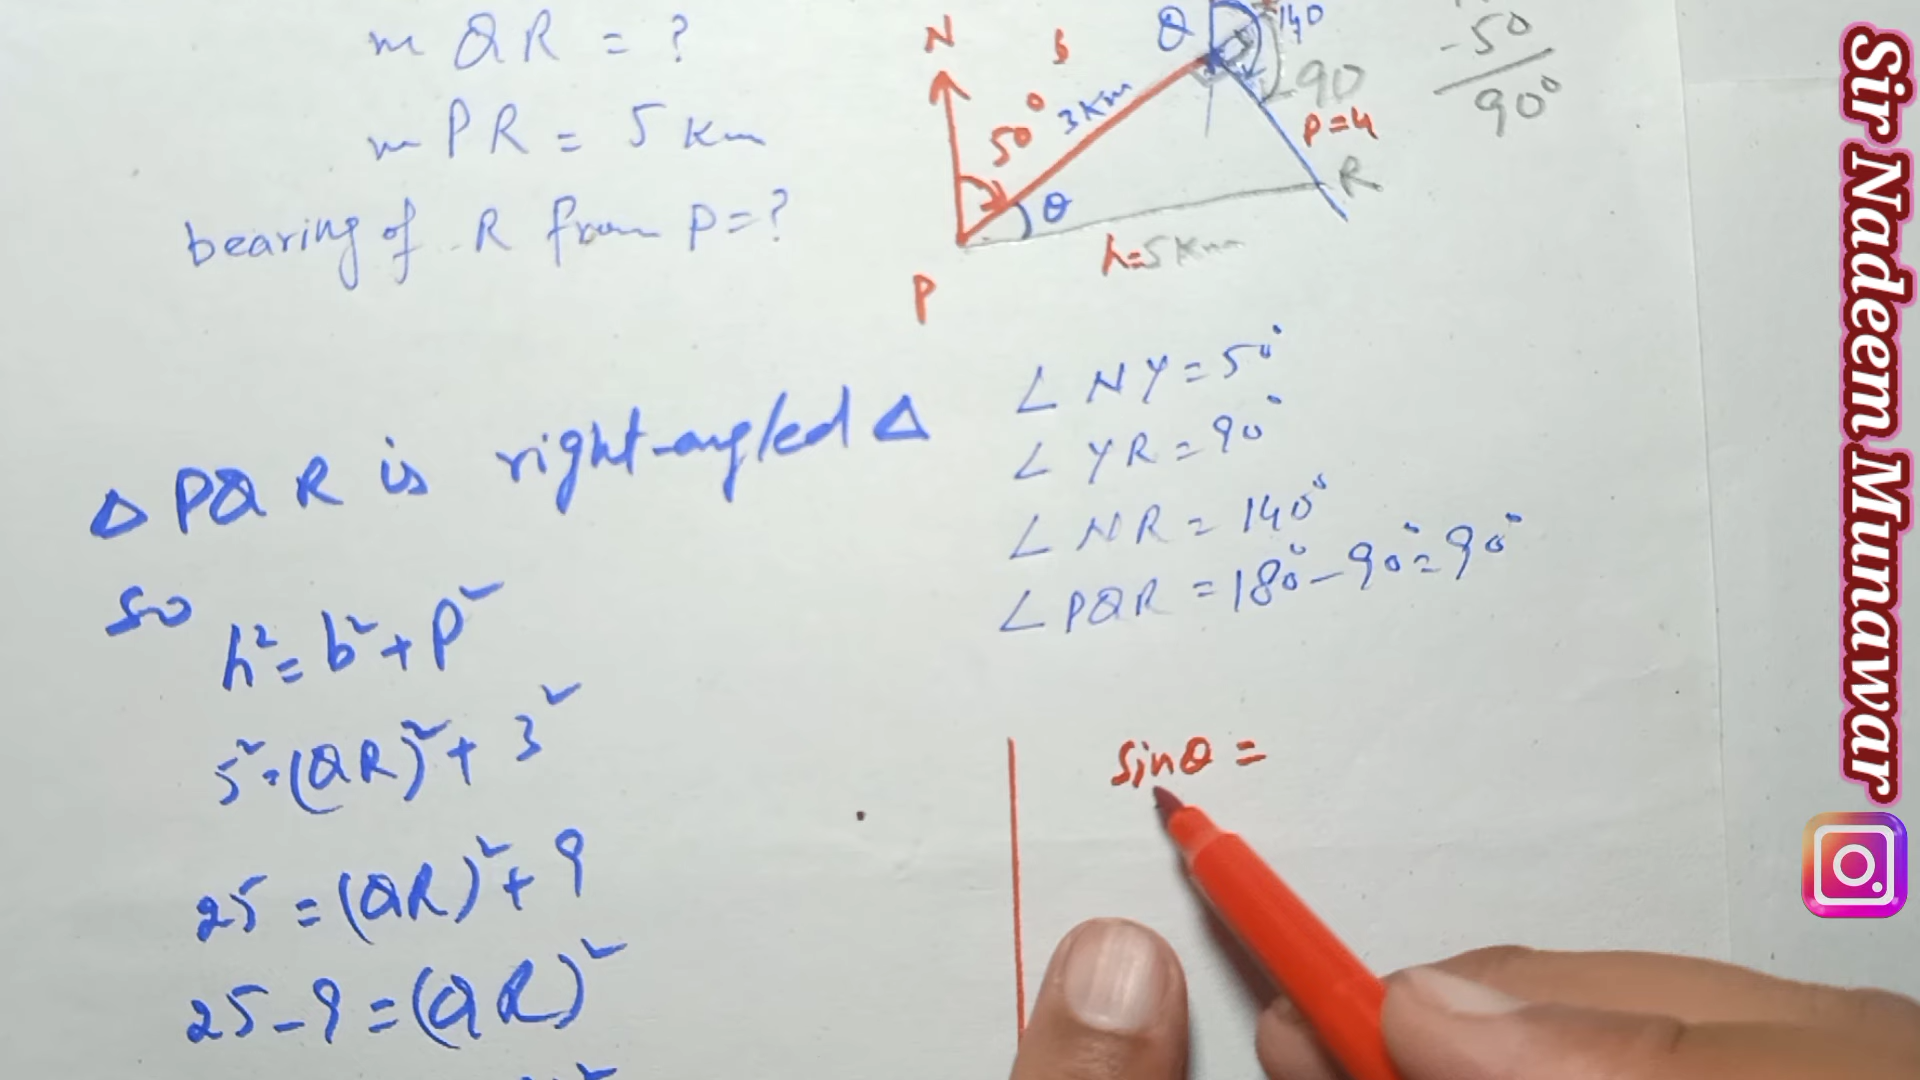 m QR = ?
m PR = 5 Km
bearing of R from P = ?
N
50°
3Km
Q
140
90
P=4
R
θ
h=5 Km
P
-50
90°
∠ NY = 50°
∠ YR = 90°
∠ NR = 140°
∠ PQR = 180° - 90° = 90°
Δ PQR is right-angled Δ
so
h² = b² + P²
5² = (QR)² + 3²
25 = (QR)² + 9
25 - 9 = (QR)²
sinθ =
Sir Nadeem Munawar